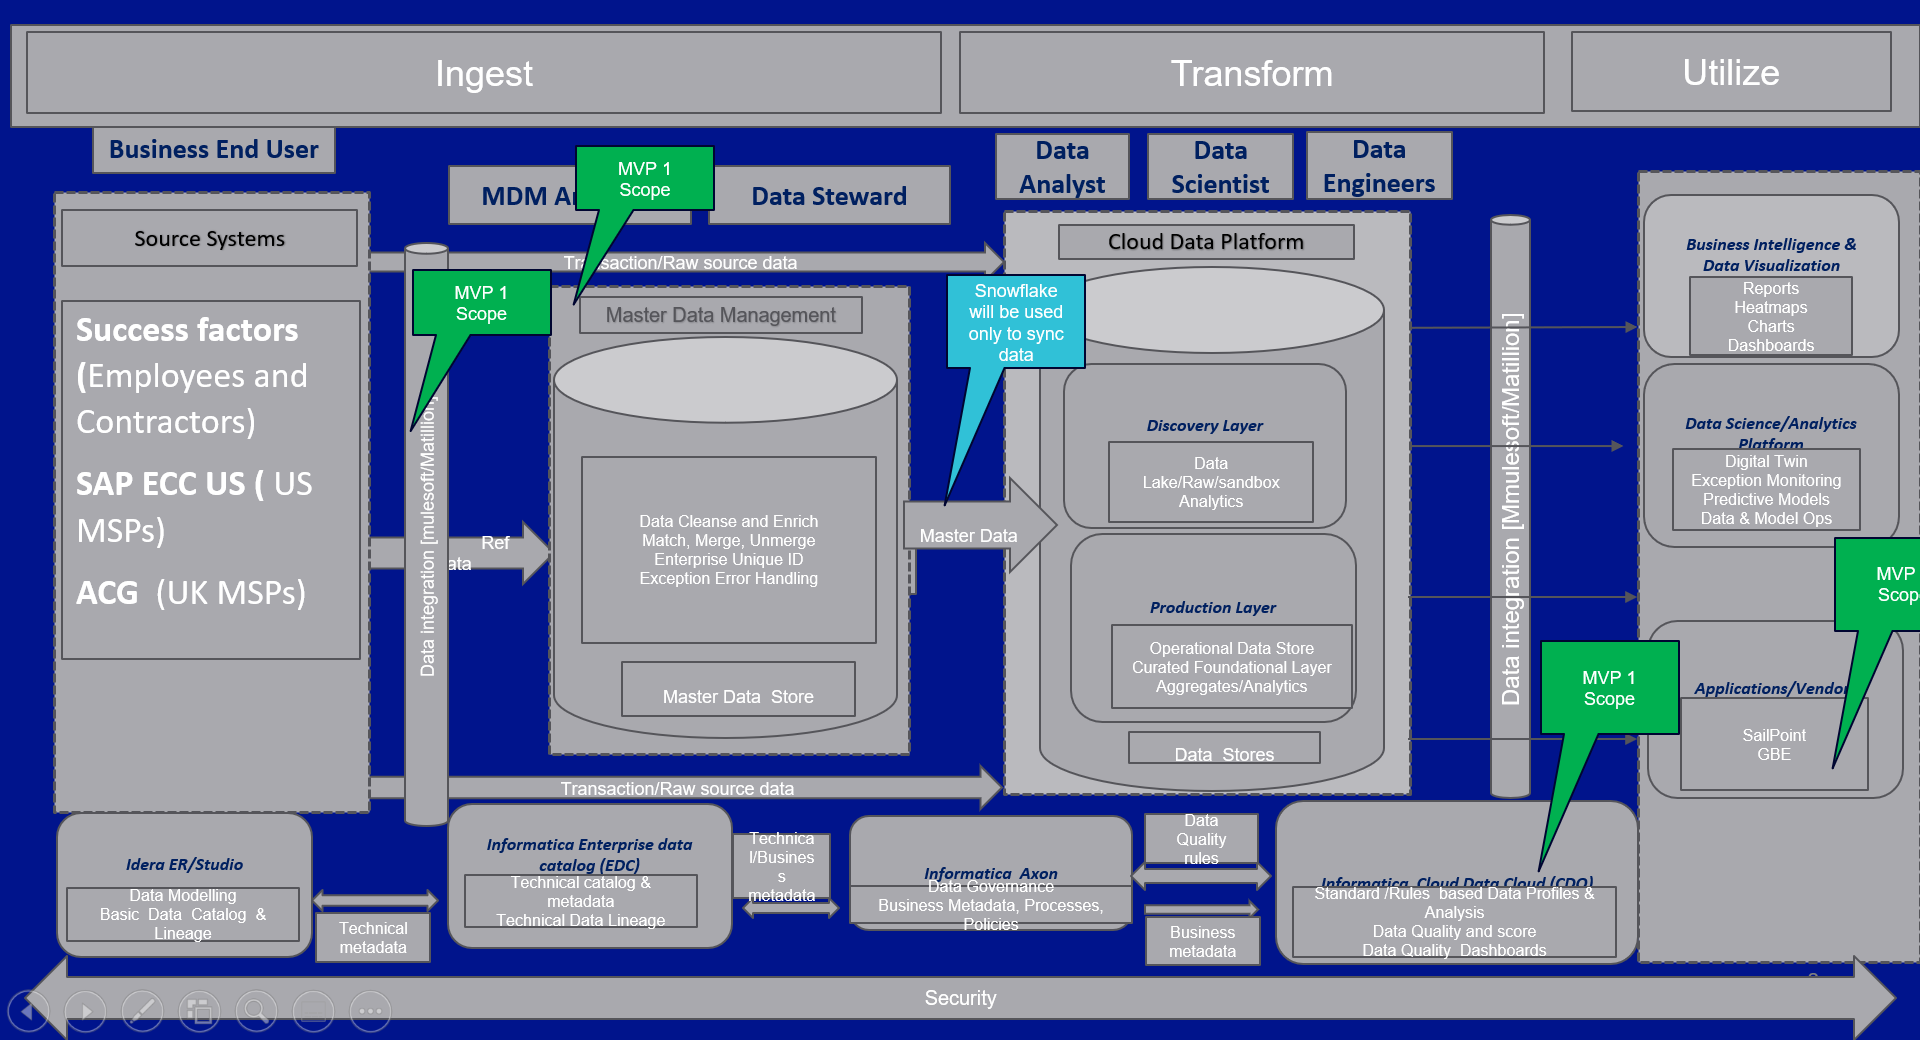 Ingest
Transform
Utilize
Business End User
MDM
Data Steward
Data
Analyst
Data
Scientist
Data
Engineers
MVP 1
Scope
Source Systems
Success factors
(Employees and
Contractors)
SAP ECC US ( US
MSPs)
ACG (UK MSPs)
Transaction/Raw source data
MVP 1
Scope
Data integration [mulesoft/Matillion]
Ref
Master Data Management
Data Cleanse and Enrich
Match, Merge, Unmerge
Enterprise Unique ID
Exception Error Handling
Master Data Store
Transaction/Raw source data
Snowflake
will be used
only to sync
data
Master Data
Cloud Data Platform
Discovery Layer
Data
Lake/Raw/sandbox
Analytics
Production Layer
Operational Data Store
Curated Foundational Layer
Aggregates/Analytics
Data Stores
Data integration [Mmulesoft/Matillion]
Business Intelligence &
Data Visualization
Reports
Heatmaps
Charts
Dashboards
Data Science/Analytics
Platform
Digital Twin
Exception Monitoring
Predictive Models
Data & Model Ops
MVP
Scope
MVP 1
Scope
Applications/Vendor
SailPoint
GBE
Idera ER/Studio
Data Modelling
Basic Data Catalog &
Lineage
Technical
metadata
Informatica Enterprise data
catalog (EDC)
Technical catalog &
metadata
Technical Data Lineage
Technica
l/Busines
s
metadata
Informatica Axon
Data Governance
Business Metadata, Processes,
Policies
Data
Quality
rules
Business
metadata
Informatica Cloud Data Cloud (CDQ)
Standard /Rules based Data Profiles &
Analysis
Data Quality and score
Data Quality Dashboards
Security